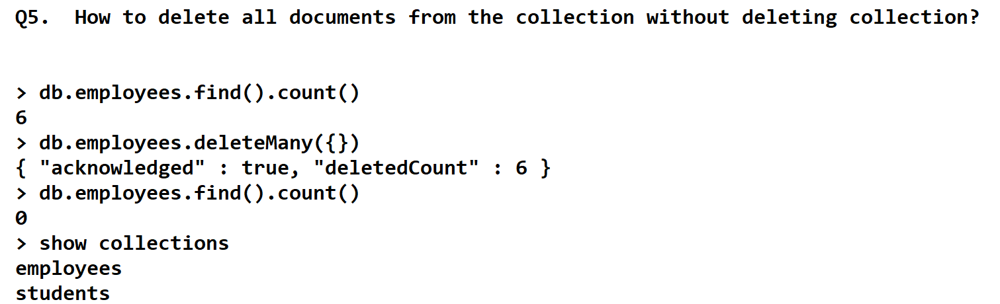 Q5.  How to delete all documents from the collection without deleting collection?
> db.employees.find().count()
6
> db.employees.deleteMany({})
{ "acknowledged" : true, "deletedCount" : 6 }
> db.employees.find().count()
0
> show collections
employees
students